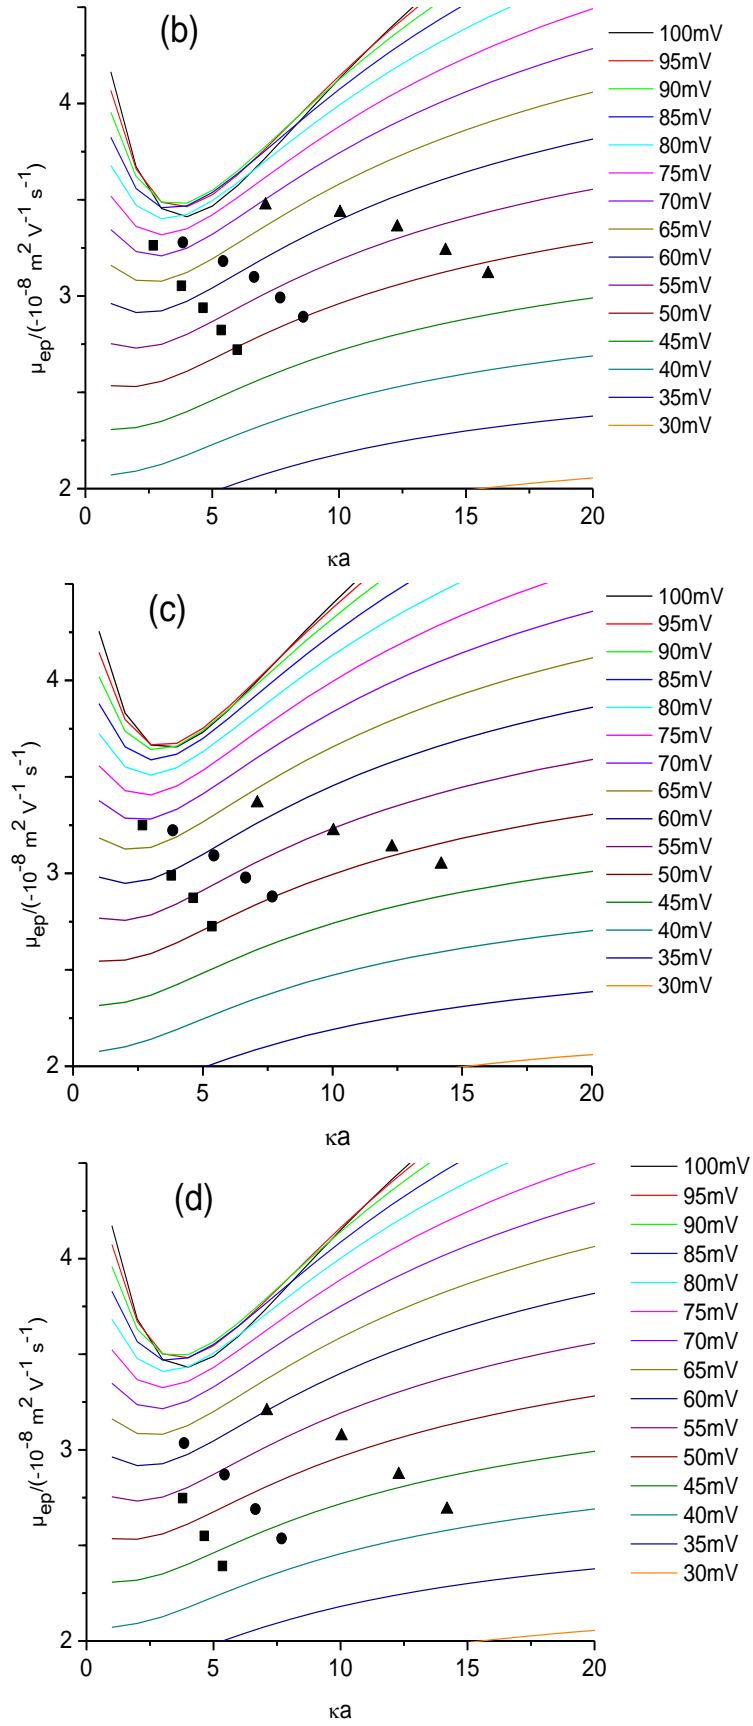 (b)
100mV
95mV
90mV
85mV
80mV
75mV
70mV
65mV
60mV
55mV
50mV
45mV
40mV
35mV
30mV
4
3
2
μep/(-10⁻⁸ m² V⁻¹ s⁻¹)
0 5 10 15 20
κa
(c)
100mV
95mV
90mV
85mV
80mV
75mV
70mV
65mV
60mV
55mV
50mV
45mV
40mV
35mV
30mV
4
3
2
μep/(-10⁻⁸ m² V⁻¹ s⁻¹)
0 5 10 15 20
κa
(d)
100mV
95mV
90mV
85mV
80mV
75mV
70mV
65mV
60mV
55mV
50mV
45mV
40mV
35mV
30mV
4
3
2
μep/(-10⁻⁸ m² V⁻¹ s⁻¹)
0 5 10 15 20
κa